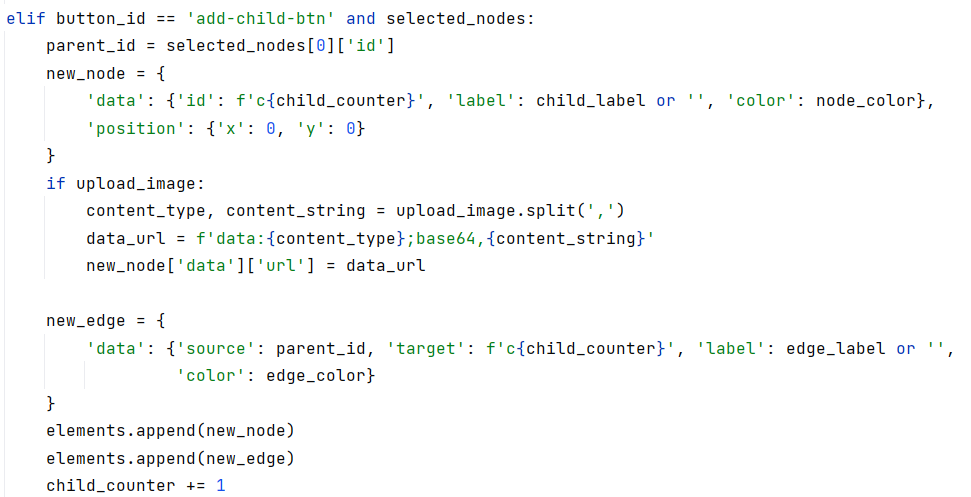 elif button_id == 'add-child-btn' and selected_nodes:
    parent_id = selected_nodes[0]['id']
    new_node = {
        'data': {'id': f'c{child_counter}', 'label': child_label or '', 'color': node_color},
        'position': {'x': 0, 'y': 0}
    }
    if upload_image:
        content_type, content_string = upload_image.split(',')
        data_url = f'data:{content_type};base64,{content_string}'
        new_node['data']['url'] = data_url

    new_edge = {
        'data': {'source': parent_id, 'target': f'c{child_counter}', 'label': edge_label or '',
                 'color': edge_color}
    }
    elements.append(new_node)
    elements.append(new_edge)
    child_counter += 1